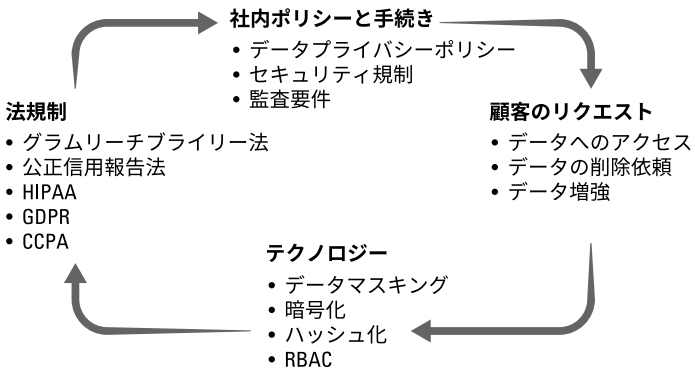 社内ポリシーと手続き
• データプライバシーポリシー
• セキュリティ規制
• 監査要件
法規制
• グラムリーチブライリー法
• 公正信用報告法
• HIPAA
• GDPR
• CCPA
顧客のリクエスト
• データへのアクセス
• データの削除依頼
• データ増強
テクノロジー
• データマスキング
• 暗号化
• ハッシュ化
• RBAC